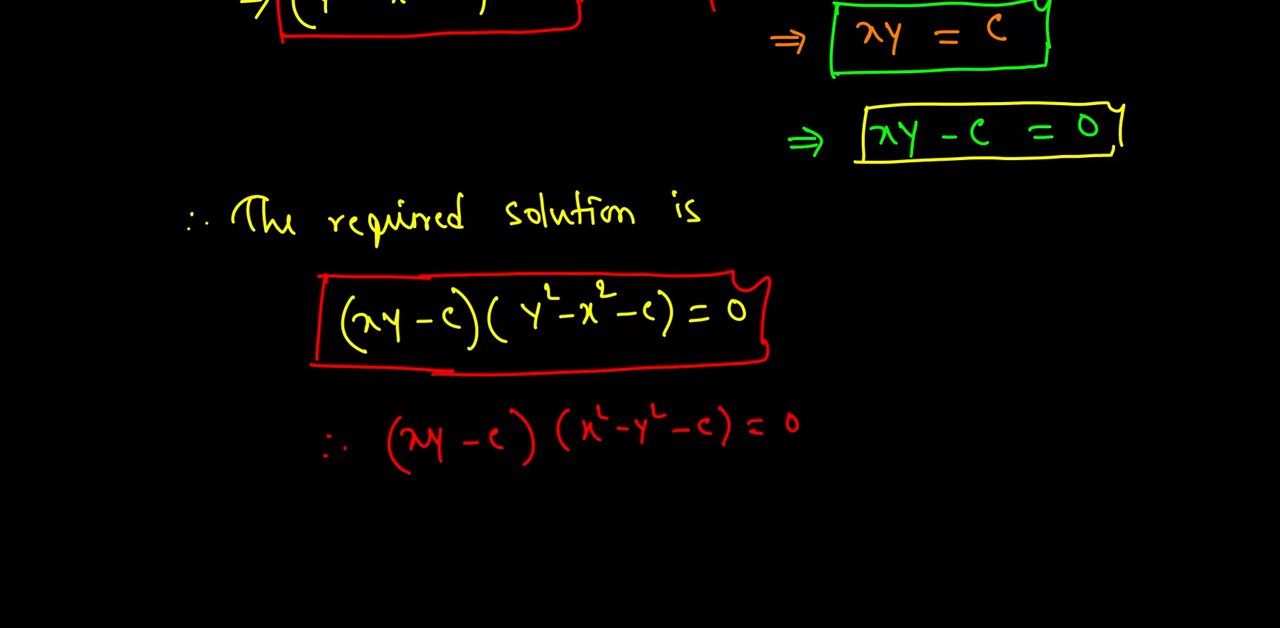 ⇒ xy = c
⇒ xy - c = 0
∴ The required solution is
(xy - c)(y² - x² - c) = 0
∴ (xy - c)(x² - y² - c) = 0